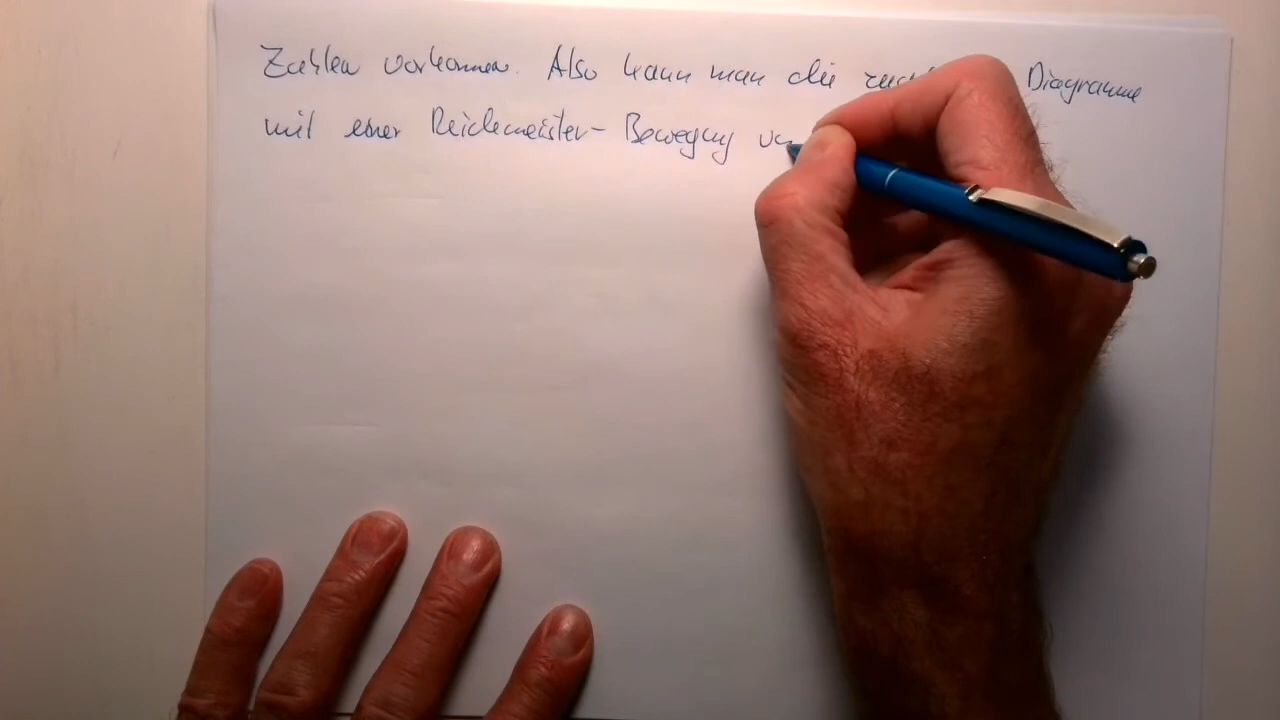 Zahlen vorkommen. Also kann man die Diagramme
mit einer Reidemeister-Bewegung